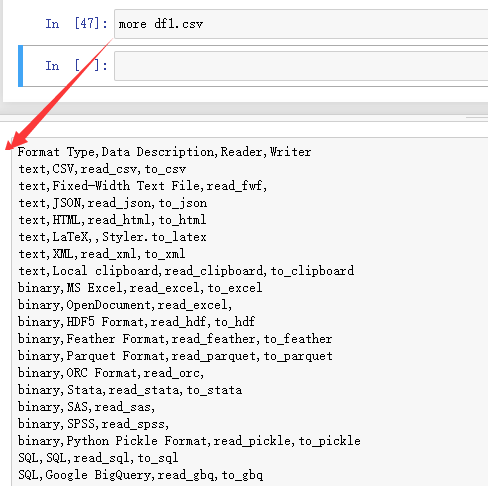 In [47]: more df1.csv
In [ ]:
Format Type,Data Description,Reader,Writer
text,CSV,read_csv,to_csv
text,Fixed-Width Text File,read_fwf,
text,JSON,read_json,to_json
text,HTML,read_html,to_html
text,LaTeX,,Styler.to_latex
text,XML,read_xml,to_xml
text,Local clipboard,read_clipboard,to_clipboard
binary,MS Excel,read_excel,to_excel
binary,OpenDocument,read_excel,
binary,HDF5 Format,read_hdf,to_hdf
binary,Feather Format,read_feather,to_feather
binary,Parquet Format,read_parquet,to_parquet
binary,ORC Format,read_orc,
binary,Stata,read_stata,to_stata
binary,SAS,read_sas,
binary,SPSS,read_spss,
binary,Python Pickle Format,read_pickle,to_pickle
SQL,SQL,read_sql,to_sql
SQL,Google BigQuery,read_gbq,to_gbq